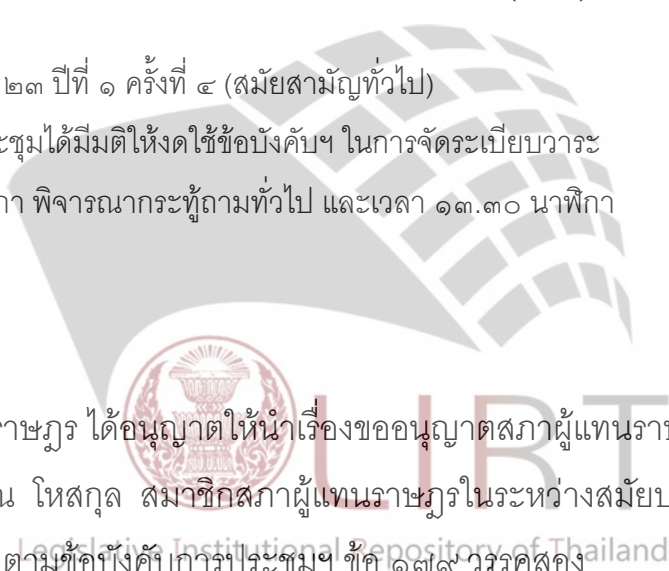 ๒๓ ปีที่ ๑ ครั้งที่ ๔ (สมัยสามัญทั่วไป)
ะชุมได้มีมติให้งดใช้ข้อบังคับฯ ในการจัดระเบียบวาระ
กา พิจารณากระทู้ถามทั่วไป และเวลา ๑๓.๓๐ นาฬิกา
ราษฎร ได้อนุญาตให้นำเรื่องขออนุญาตสภาผู้แทนรา
ณ โหสกุล สมาชิกสภาผู้แทนราษฎรในระหว่างสมัยป
LIRT
Legislative Institutional Repository of Thailand
ตามข้อบังคับการประชุมฯ ข้อ ๑๗๙ วรรคสอง